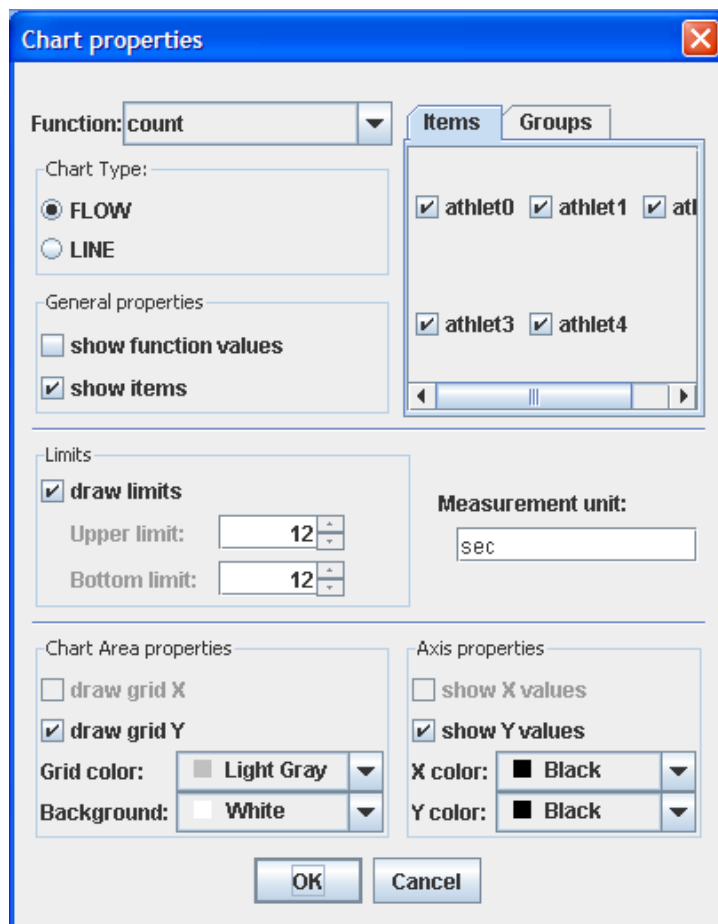 Chart properties
Function: count
Items Groups
Chart Type:
FLOW
LINE
athlet0 athlet1 atl
athlet3 athlet4
General properties
show function values
show items
Limits
draw limits
Upper limit: 12
Bottom limit: 12
Measurement unit:
sec
Chart Area properties
draw grid X
draw grid Y
Grid color: Light Gray
Background: White
Axis properties
show X values
show Y values
X color: Black
Y color: Black
OK Cancel